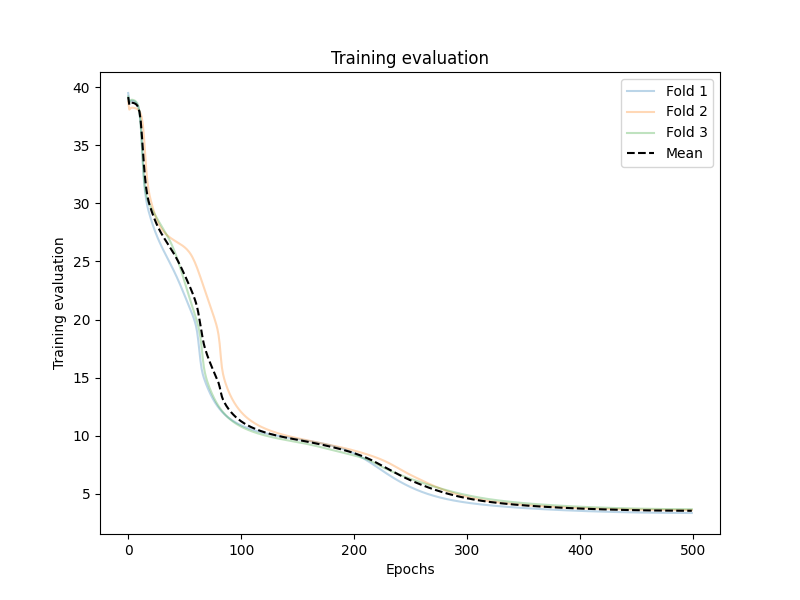 Training evaluation
40
35
30
25
20
15
10
5
Training evaluation
Fold 1
Fold 2
Fold 3
Mean
0 100 200 300 400 500
Epochs